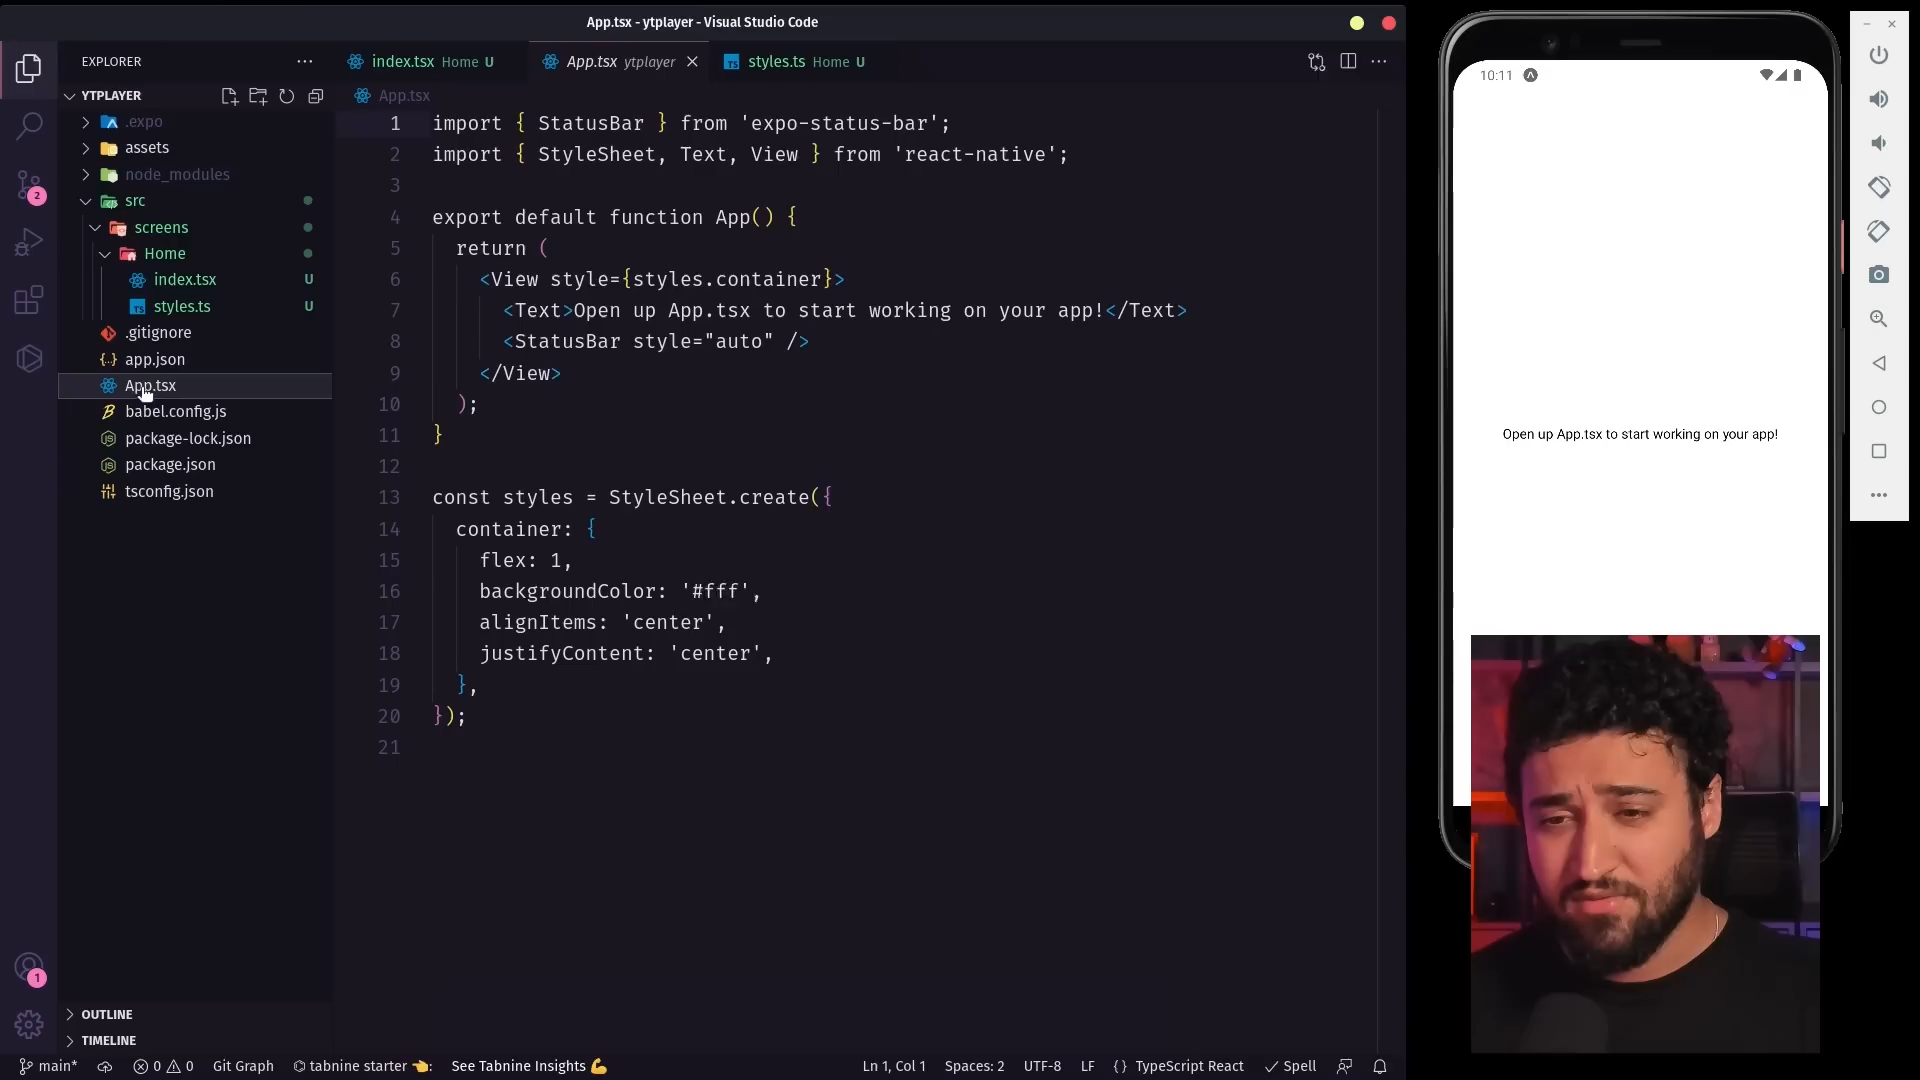 App.tsx - ytplayer - Visual Studio Code
EXPLORER
index.tsx Home U
App.tsx ytplayer
styles.ts Home U
YTPLAYER
App.tsx
.expo
assets
node_modules
src
screens
Home
index.tsx U
styles.ts U
.gitignore
app.json
App.tsx
babel.config.js
package-lock.json
package.json
tsconfig.json
OUTLINE
TIMELINE
2
1
1 import { StatusBar } from 'expo-status-bar';
2 import { StyleSheet, Text, View } from 'react-native';
3
4 export default function App() {
5 return (
6 <View style={styles.container}>
7 <Text>Open up App.tsx to start working on your app!</Text>
8 <StatusBar style="auto" />
9 </View>
10 );
11 }
12
13 const styles = StyleSheet.create({
14 container: {
15 flex: 1,
16 backgroundColor: '#fff',
17 alignItems: 'center',
18 justifyContent: 'center',
19 },
20 });
21
10:11
Open up App.tsx to start working on your app!
main* 0 0 Git Graph tabnine starter : See Tabnine Insights Ln 1, Col 1 Spaces: 2 UTF-8 LF {} TypeScript React Spell